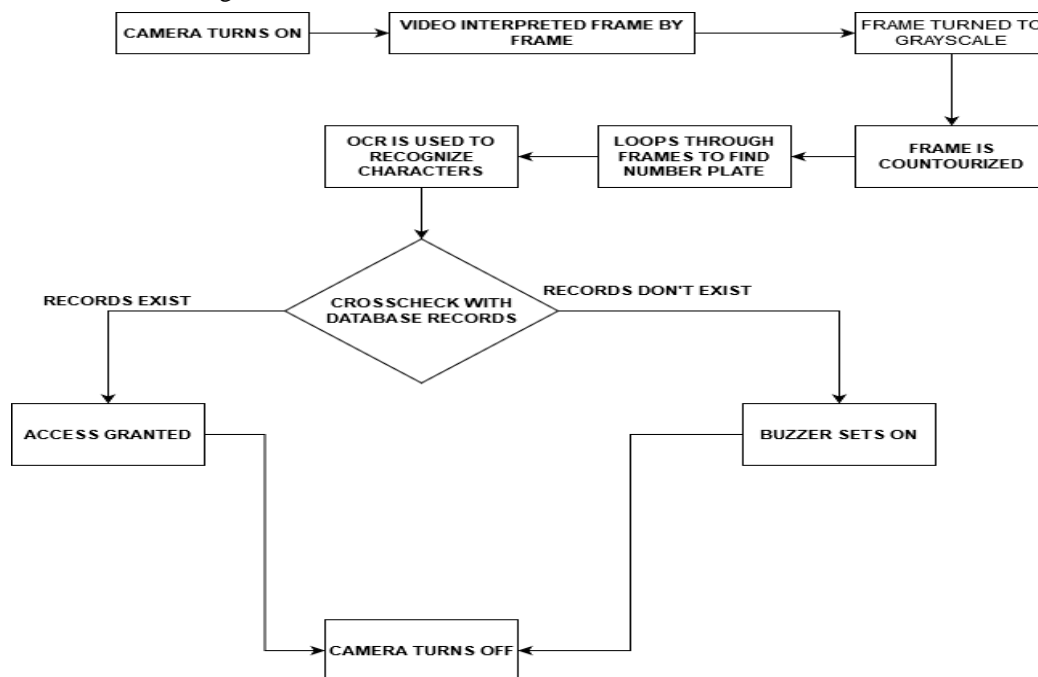 CAMERA TURNS ON
VIDEO INTERPRETED FRAME BY
FRAME
FRAME TURNED TO
GRAYSCALE
OCR IS USED TO
RECOGNIZE
CHARACTERS
LOOPS THROUGH
FRAMES TO FIND
NUMBER PLATE
FRAME IS
COUNTOURIZED
RECORDS EXIST
CROSSCHECK WITH
DATABASE RECORDS
RECORDS DON'T EXIST
ACCESS GRANTED
BUZZER SETS ON
CAMERA TURNS OFF